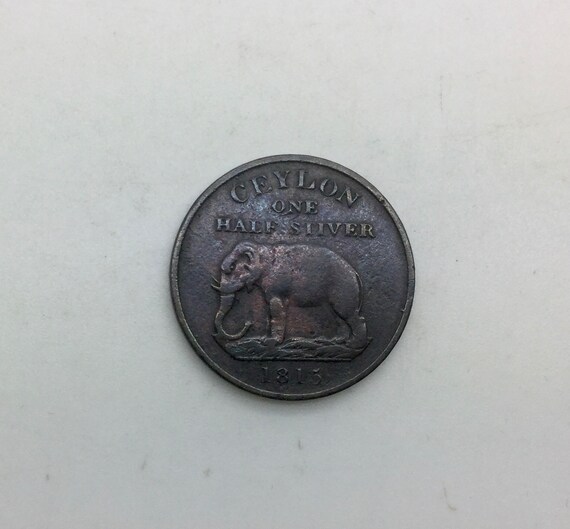 CEYLON
ONE
HALF STIVER
1815